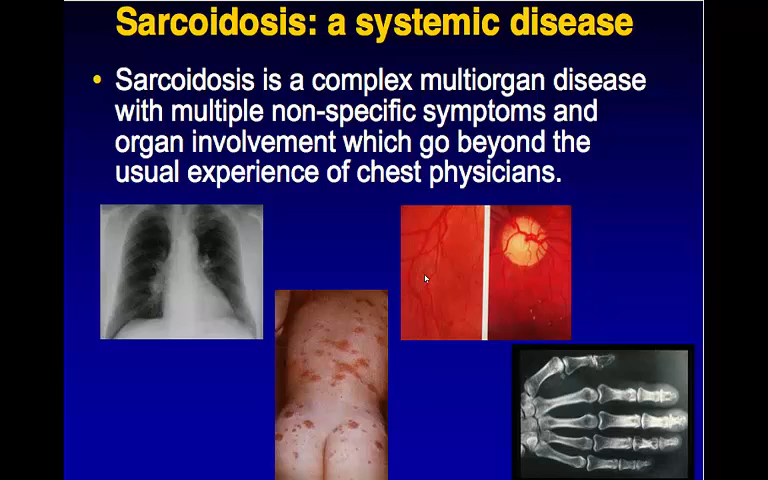 Sarcoidosis: a systemic disease
• Sarcoidosis is a complex multiorgan disease
with multiple non-specific symptoms and
organ involvement which go beyond the
usual experience of chest physicians.